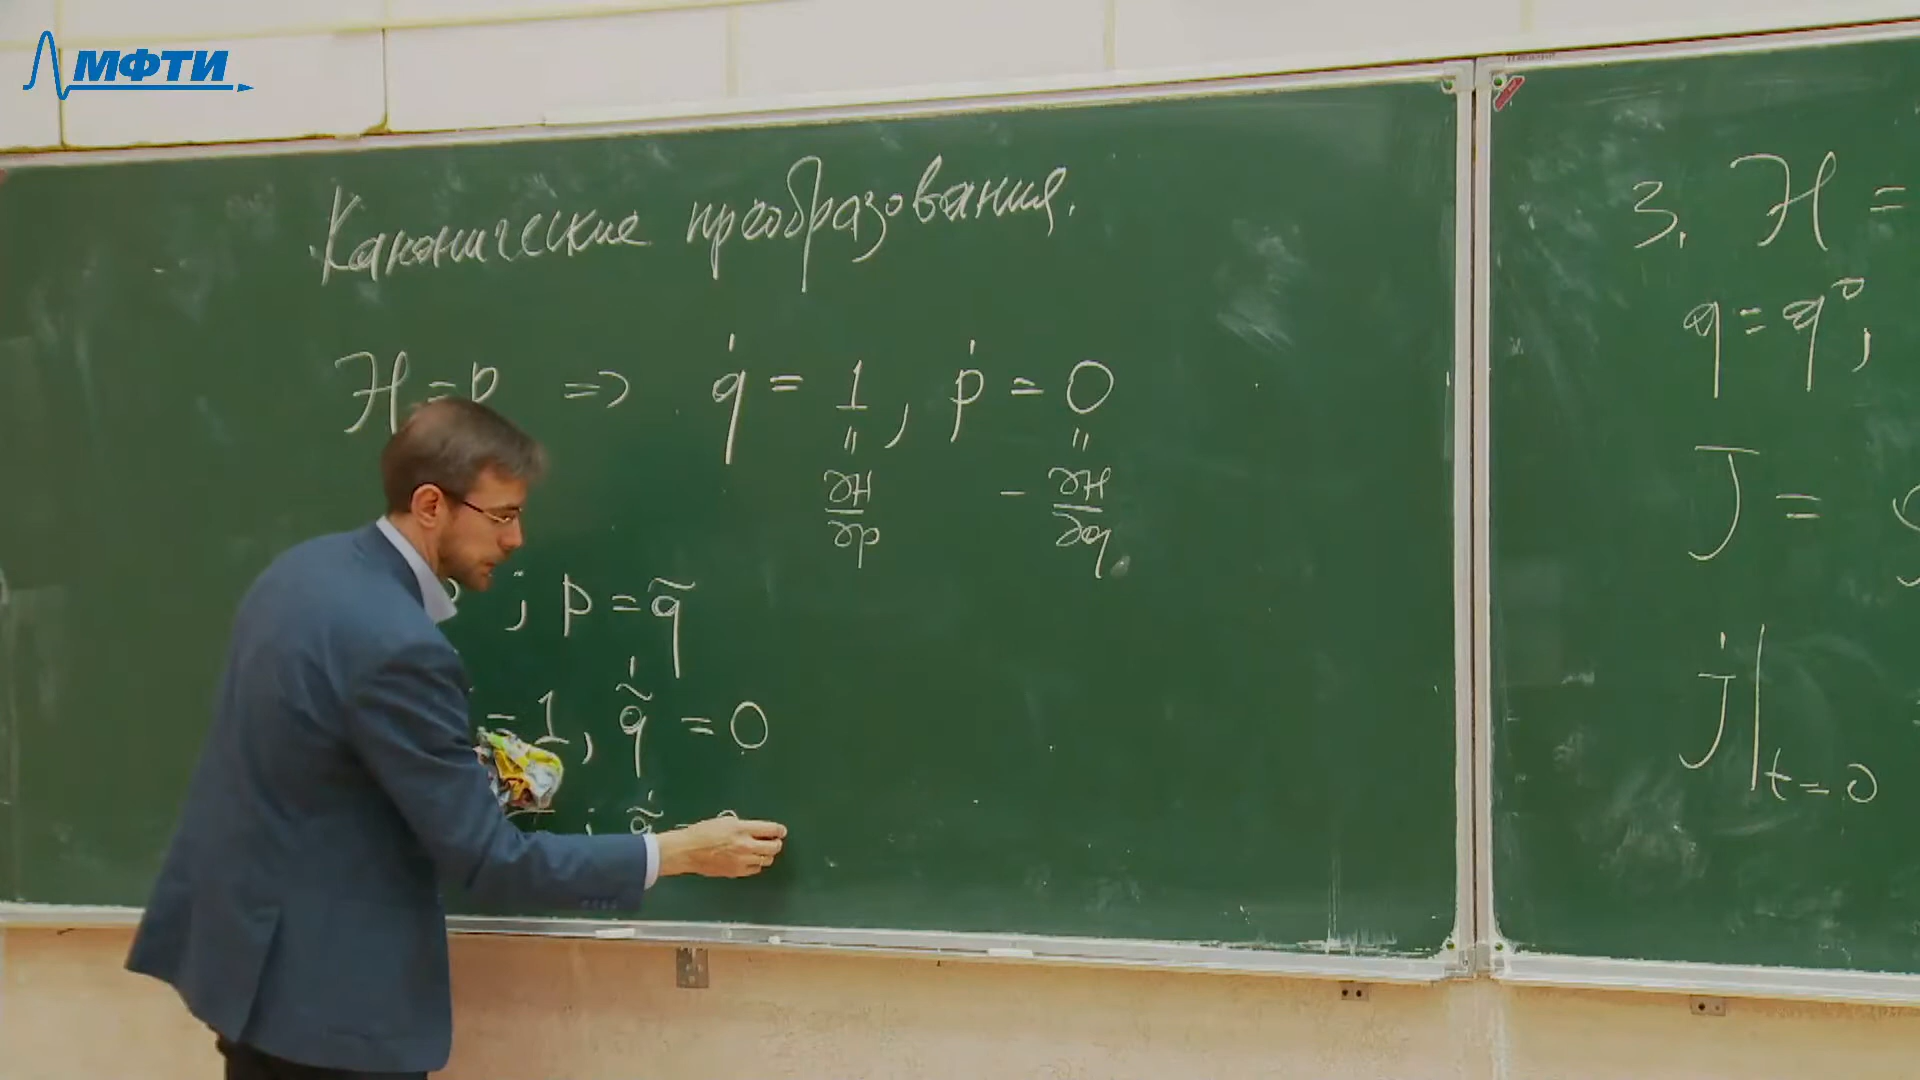 МФТИ
Канонические преобразования.
H = p => q̇ = 1, ṗ = 0
" "
∂H/∂p - ∂H/∂q
; p = q̃
= 1, q̃̇ = 0
; q̃̇ =
3. H =
q = q⁰,
J =
J̇|t=0